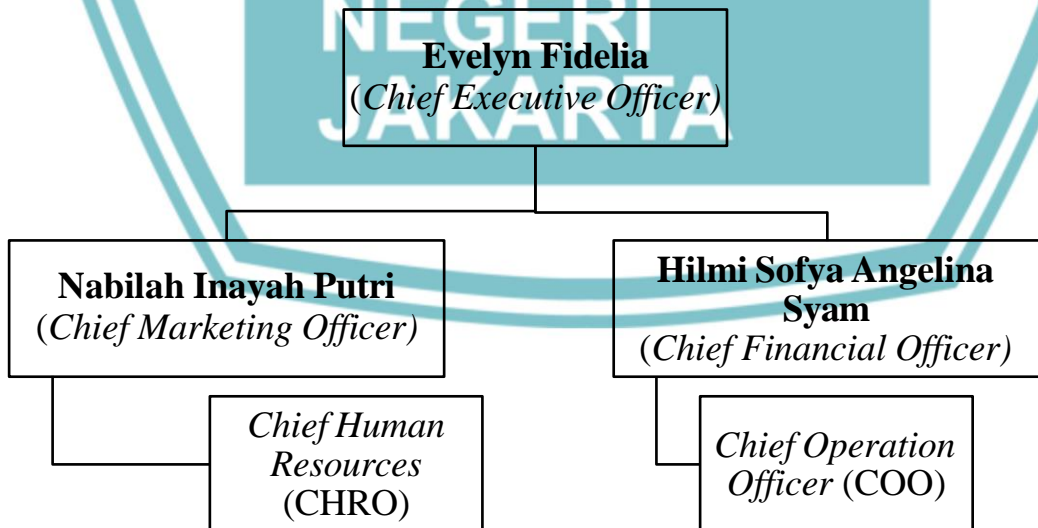 NEGERI
JAKARTA
Evelyn Fidelia
(Chief Executive Officer)
Nabilah Inayah Putri
(Chief Marketing Officer)
Hilmi Sofya Angelina
Syam
(Chief Financial Officer)
Chief Human
Resources
(CHRO)
Chief Operation
Officer (COO)